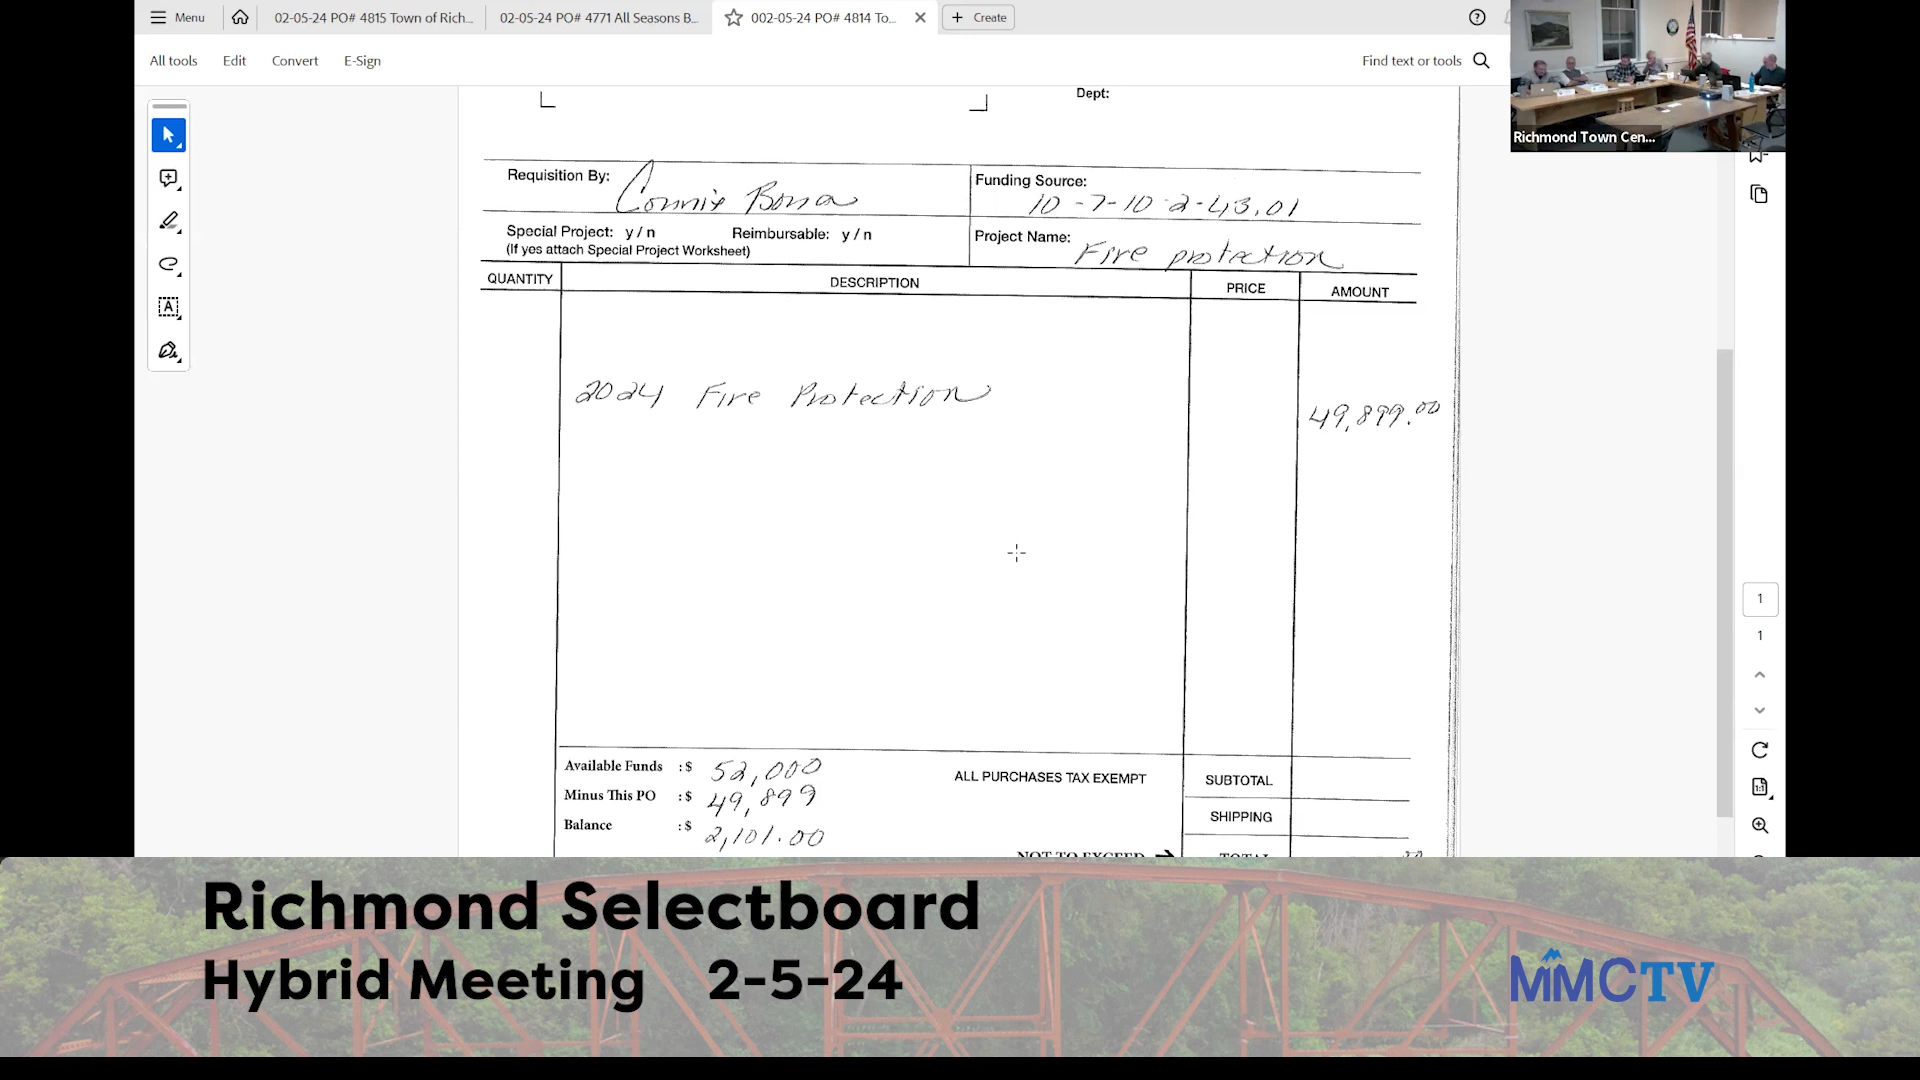 Menu
02-05-24 PO# 4815 Town of Rich...
02-05-24 PO# 4771 All Seasons B...
002-05-24 PO# 4814 To...
Create
All tools
Edit
Convert
E-Sign
Find text or tools
Richmond Town Cen...
Dept:
Requisition By: Connie Bona
Funding Source:
10-7-10-2-43.01
Special Project: y / n
Reimbursable: y / n
(If yes attach Special Project Worksheet)
Project Name: Fire protection
QUANTITY
DESCRIPTION
PRICE
AMOUNT
2024 Fire Protection
49,899.00
Available Funds :$ 52,000
Minus This PO :$ 49,899
Balance :$ 2,101.00
ALL PURCHASES TAX EXEMPT
SUBTOTAL
SHIPPING
NOT TO EXCEED
TOTAL
1
1
Richmond Selectboard
Hybrid Meeting 2-5-24
MMCTV